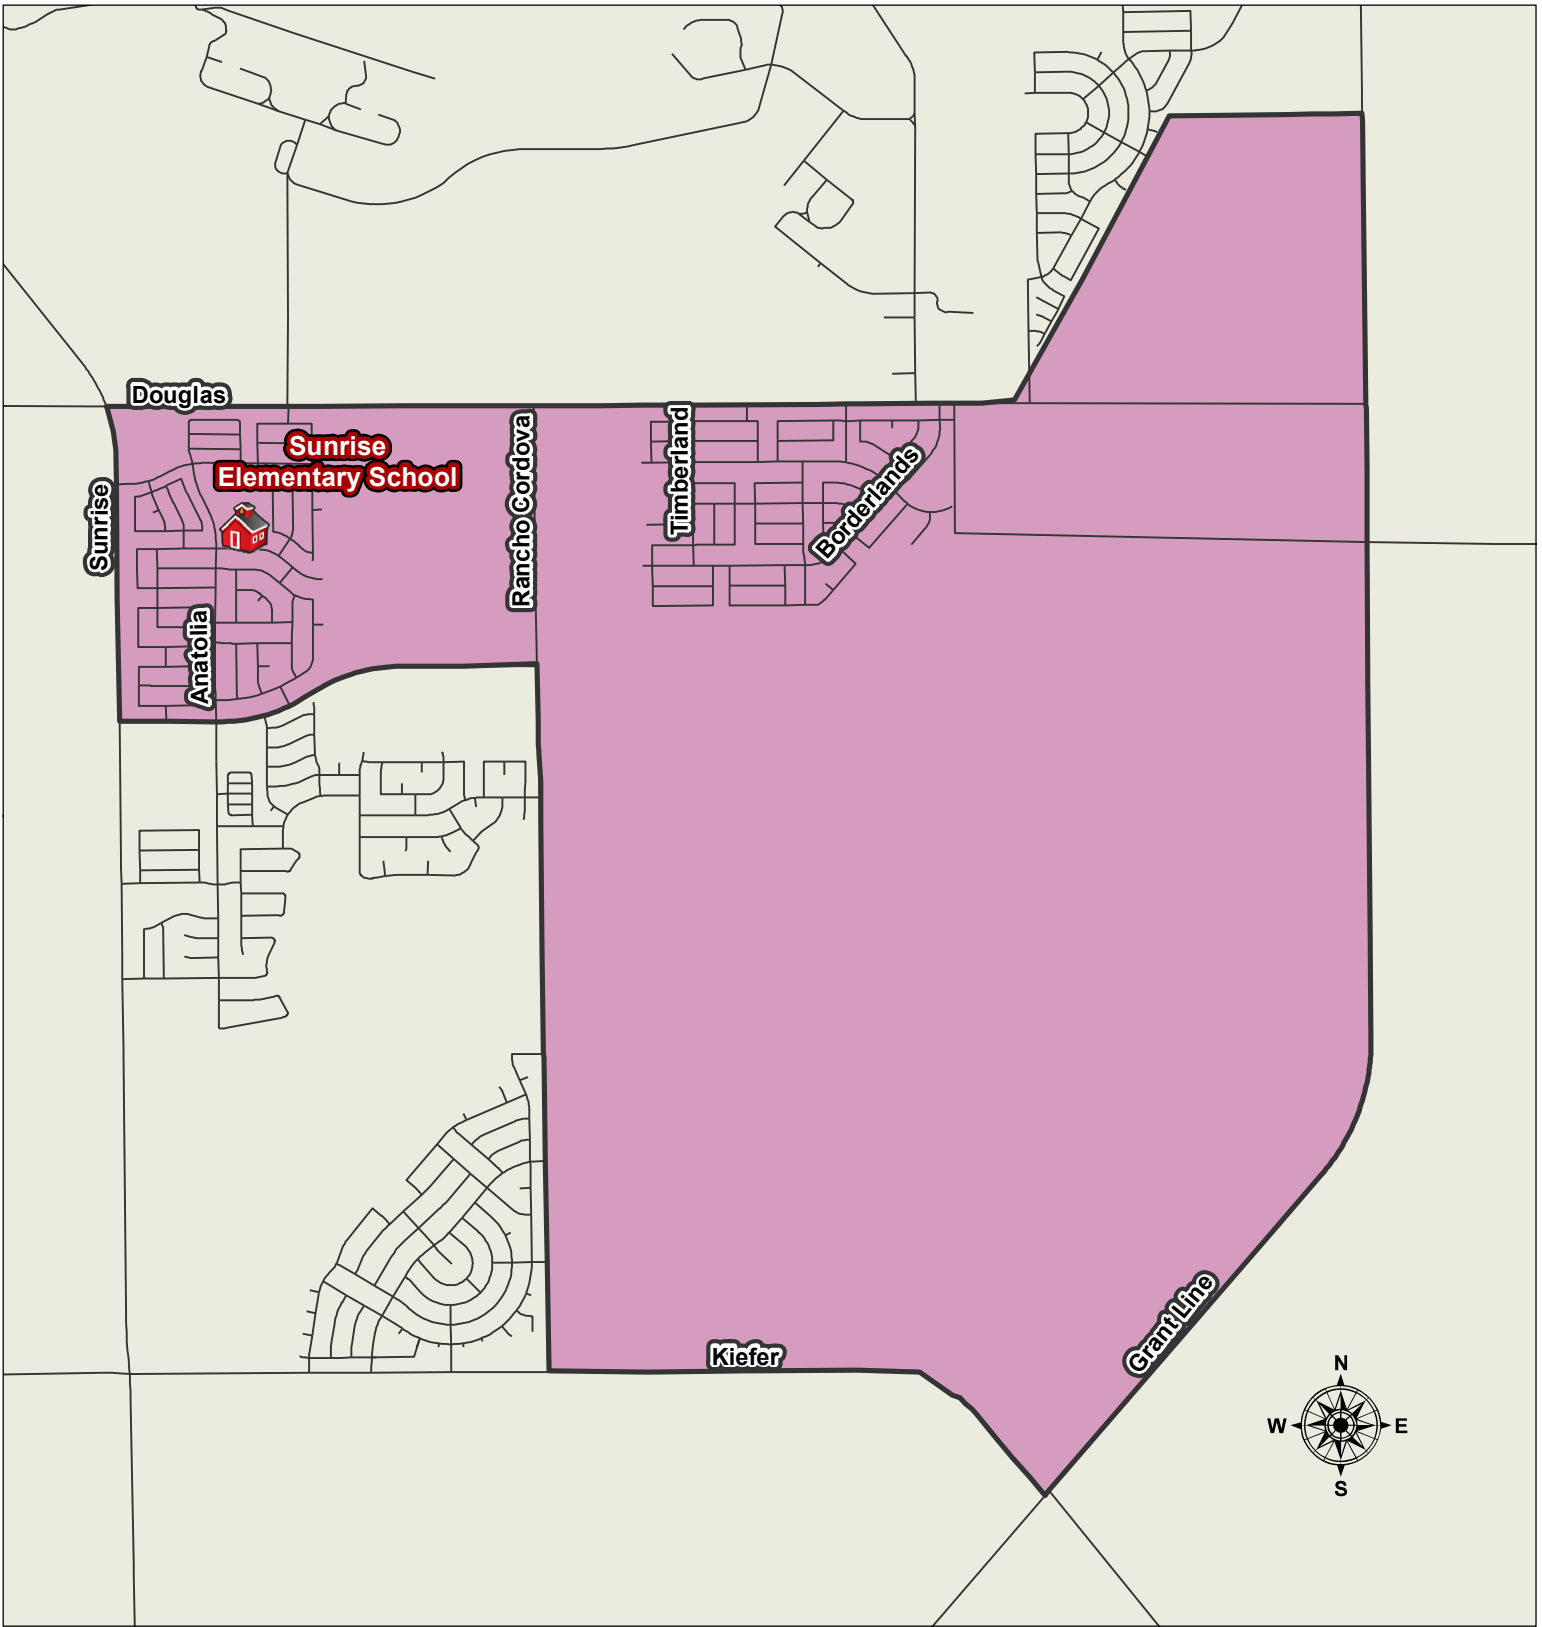 Douglas
Sunrise
Elementary School
Sunrise
Rancho Cordova
Timberland
Borderlands
Anatolia
Grant Line
Kiefer
N
W
E
S